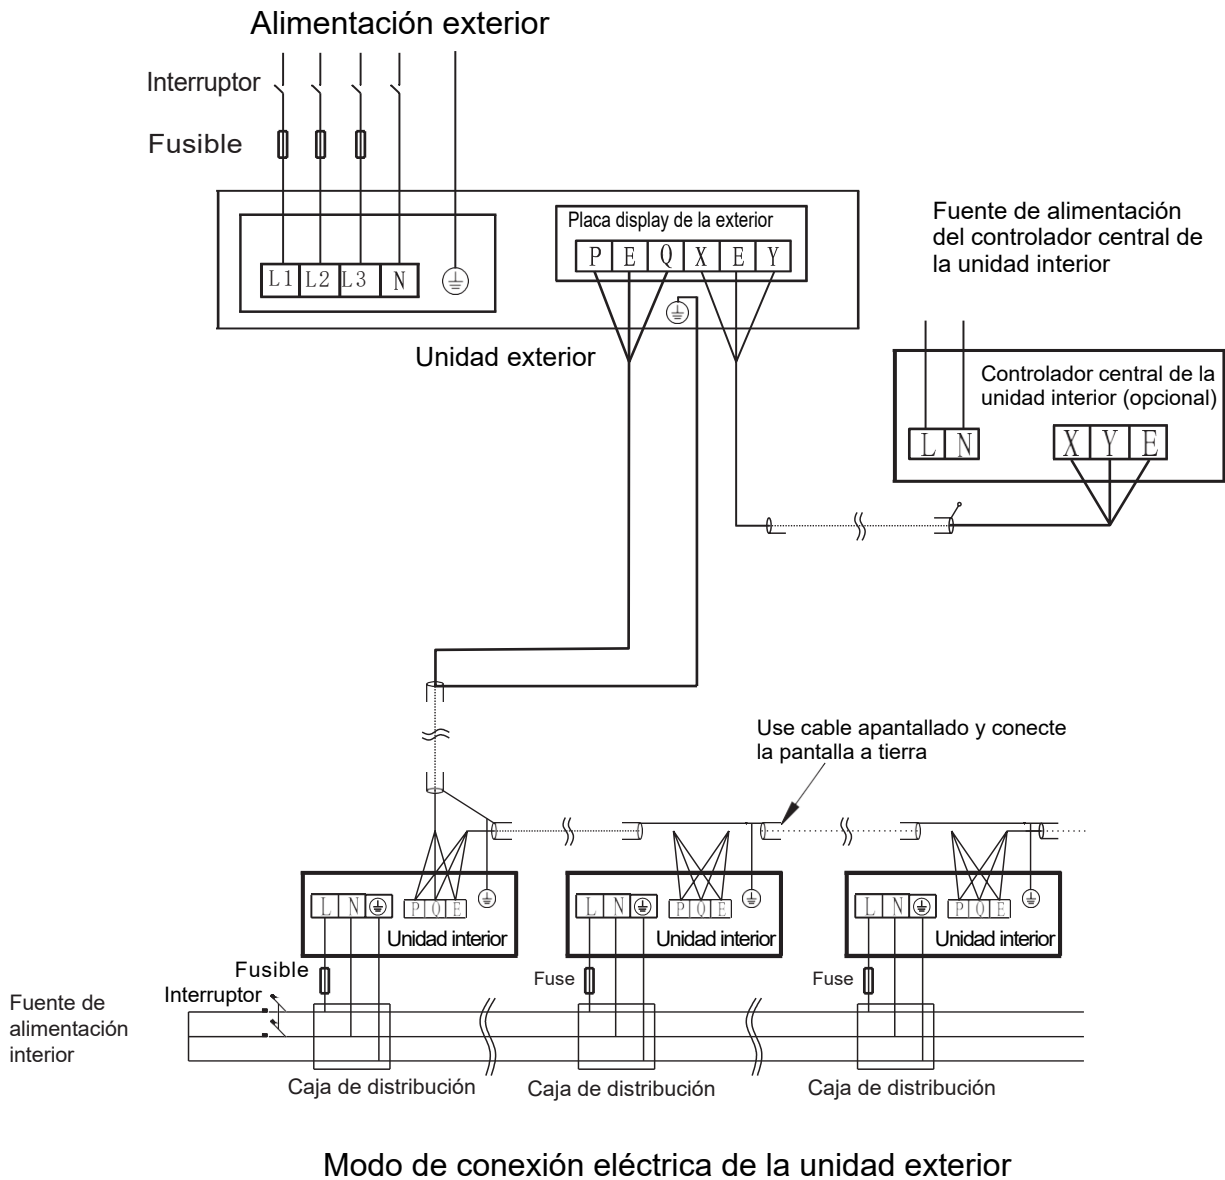 Alimentación exterior
Interruptor
Fusible
L1 L2 L3 N
Placa display de la exterior
P E Q X E Y
Unidad exterior
Fuente de alimentación
del controlador central de
la unidad interior
Controlador central de la
unidad interior (opcional)
L N
X Y E
Use cable apantallado y conecte
la pantalla a tierra
L N
P Q E
Unidad interior
L N
P Q E
Unidad interior
L N
P Q E
Unidad interior
Fusible
Fuse
Fuse
Interruptor
Fuente de
alimentación
interior
Caja de distribución
Caja de distribución
Caja de distribución
Modo de conexión eléctrica de la unidad exterior